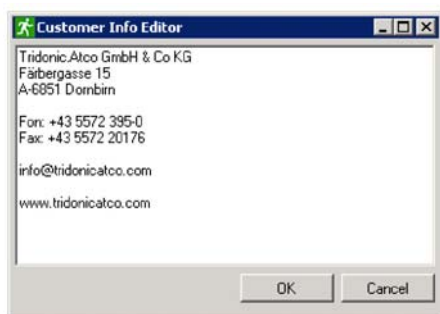 Customer Info Editor
Tridonic.Atco GmbH & Co KG
Färbergasse 15
A-6851 Dornbirn
Fon: +43 5572 395-0
Fax: +43 5572 20176
info@tridonicatco.com
www.tridonicatco.com
OK
Cancel